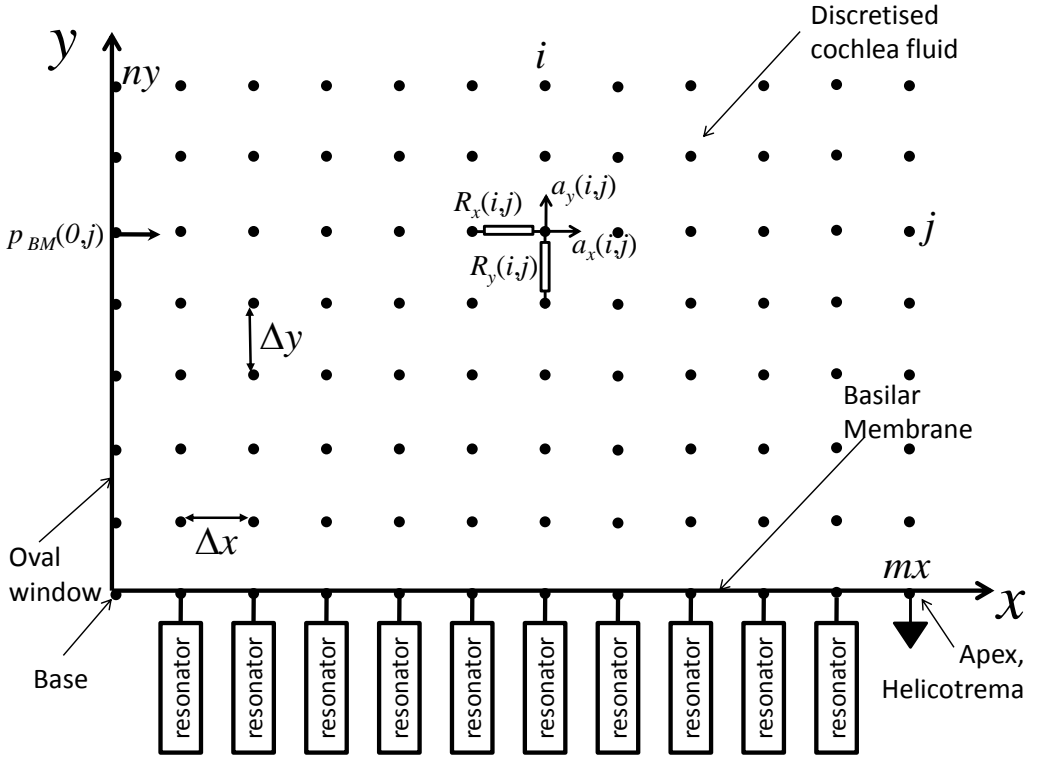 y
ny
i
Discretised
cochlea fluid
p BM(0,j)
R_x(i,j)
a_y(i,j)
a_x(i,j)
R_y(i,j)
j
Δy
Basilar
Membrane
Δx
Oval
window
mx
x
Base
resonator
resonator
resonator
resonator
resonator
resonator
resonator
resonator
resonator
resonator
Apex,
Helicotrema